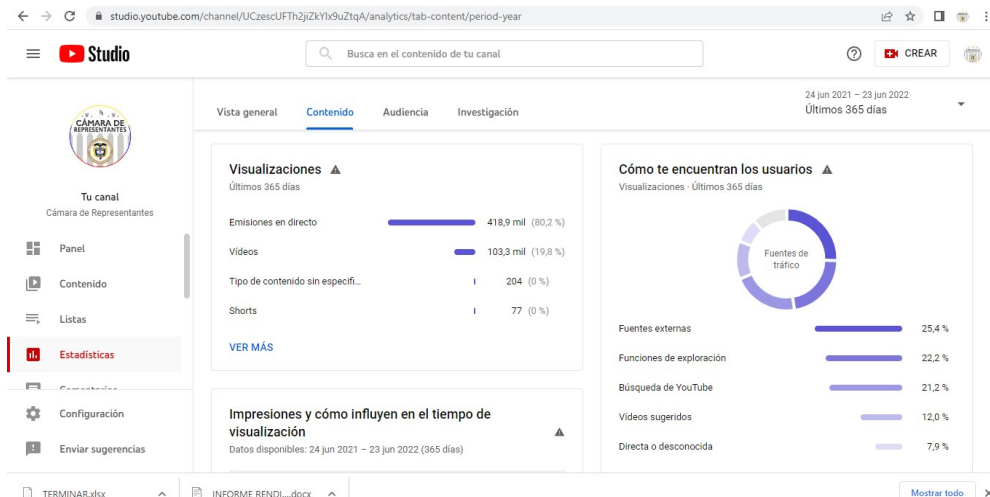 studio.youtube.com/channel/UCzescUFTh2jiZkYlx9uZtqA/analytics/tab-content/period-year
Studio
Busca en el contenido de tu canal
CREAR
CÁMARA DE
REPRESENTANTES
Tu canal
Cámara de Representantes
Panel
Contenido
Listas
Estadísticas
Comentarios
Configuración
Enviar sugerencias
Vista general
Contenido
Audiencia
Investigación
24 jun 2021 – 23 jun 2022
Últimos 365 días
Visualizaciones
Últimos 365 días
Emisiones en directo 418,9 mil (80,2 %)
Vídeos 103,3 mil (19,8 %)
Tipo de contenido sin especifi... 204 (0 %)
Shorts 77 (0 %)
VER MÁS
Impresiones y cómo influyen en el tiempo de
visualización
Datos disponibles: 24 jun 2021 – 23 jun 2022 (365 días)
Cómo te encuentran los usuarios
Visualizaciones · Últimos 365 días
Fuentes de
tráfico
Fuentes externas 25,4 %
Funciones de exploración 22,2 %
Búsqueda de YouTube 21,2 %
Vídeos sugeridos 12,0 %
Directa o desconocida 7,9 %
TERMINAR.xlsx
INFORME RENDI....docx
Mostrar todo